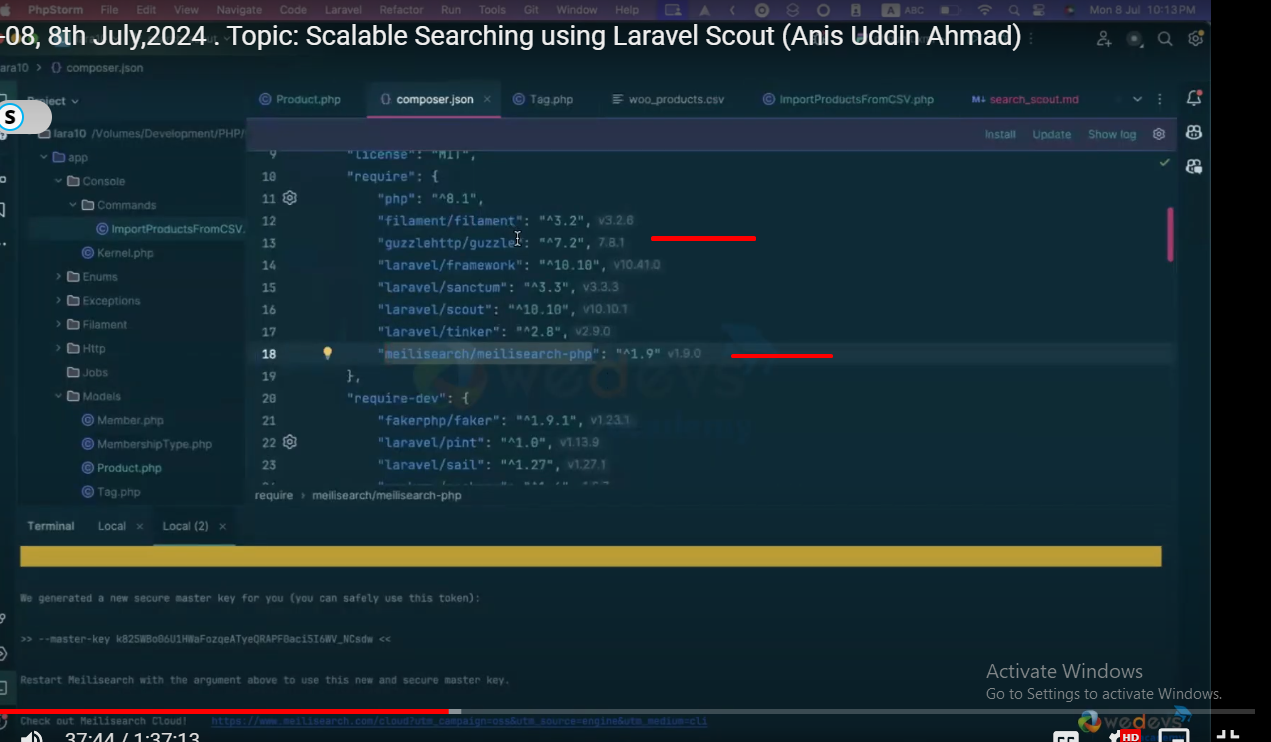 PhpStorm File Edit View Navigate Code Laravel Refactor Run Tools Git Window Help A ABC Mon 8 Jul 10:13PM
-08, 8th July,2024 . Topic: Scalable Searching using Laravel Scout (Anis Uddin Ahmad)
ara10 > {} composer.json
Project
Product.php {} composer.json × Tag.php woo_products.csv ImportProductsFromCSV.php M↓ search_scout.md
S
lara10 /Volumes/Development/PHP/
Install Update Show log
app
Console
Commands
ImportProductsFromCSV.
Kernel.php
Enums
Exceptions
Filament
Http
Jobs
Models
Member.php
MembershipType.php
Product.php
Tag.php
9 "license": "MIT",
10 "require": {
11 "php": "^8.1",
12 "filament/filament": "^3.2", v3.2.6
13 "guzzlehttp/guzzle": "^7.2", 7.8.1
14 "laravel/framework": "^10.10", v10.41.0
15 "laravel/sanctum": "^3.3", v3.3.3
16 "laravel/scout": "^10.10", v10.10.1
17 "laravel/tinker": "^2.8", v2.9.0
18 "meilisearch/meilisearch-php": "^1.9" v1.9.0
19 },
20 "require-dev": {
21 "fakerphp/faker": "^1.9.1", v1.23.1
22 "laravel/pint": "^1.0", v1.13.9
23 "laravel/sail": "^1.27", v1.27.1
wedevs
academy
require > meilisearch/meilisearch-php
Terminal Local × Local (2) ×
We generated a new secure master key for you (you can safely use this token):
>> --master-key <<
Restart Meilisearch with the argument above to use this new and secure master key.
Activate Windows
Go to Settings to activate Windows.
Check out Meilisearch Cloud! https://www.meilisearch.com/cloud?utm_campaign=oss&utm_source=engine&utm_medium=cli
wedevs
37:44 / 1:37:13 CC HD